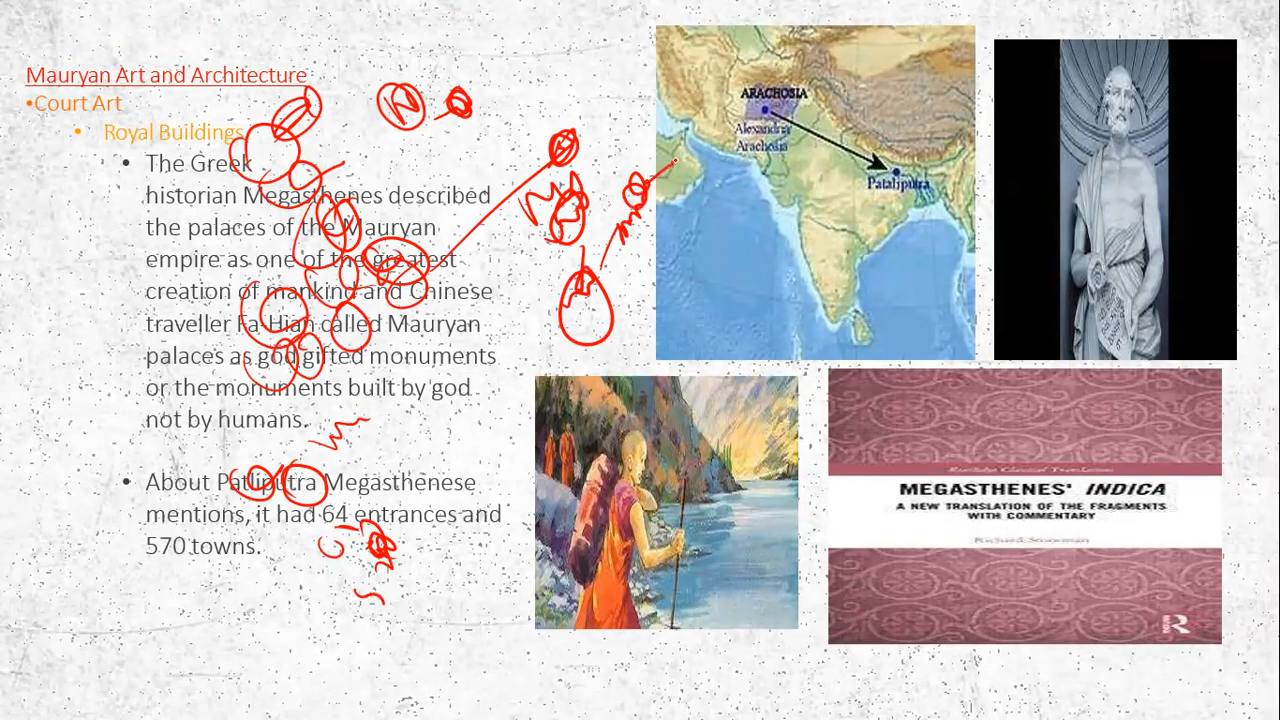 Mauryan Art and Architecture
•Court Art
• Royal Buildings
• The Greek
historian Megasthenes described
the palaces of the Mauryan
empire as one of the greatest
creation of mankind and Chinese
traveller Fa-Hian called Mauryan
palaces as god gifted monuments
or the monuments built by god
not by humans.
• About Patliputra Megasthenese
mentions, it had 64 entrances and
570 towns.
ARACHOSIA
Alexandria
Arachosia
Pataliputra
MEGASTHENES' INDICA
A NEW TRANSLATION OF THE FRAGMENTS
WITH COMMENTARY
Richard Stoneman
R